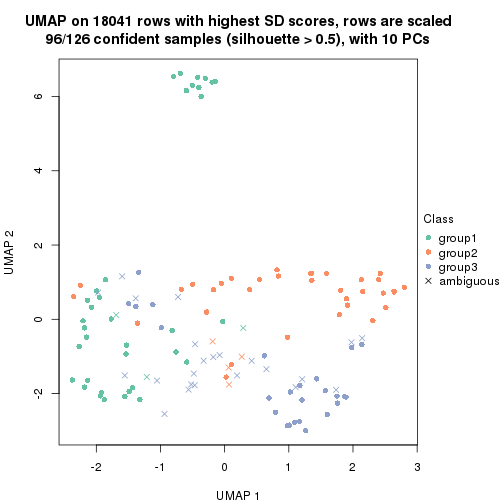 UMAP on 18041 rows with highest SD scores, rows are scaled
96/126 confident samples (silhouette > 0.5), with 10 PCs
6
4
2
0
-2
UMAP 2
-2
-1
0
1
2
3
UMAP 1
Class
group1
group2
group3
ambiguous